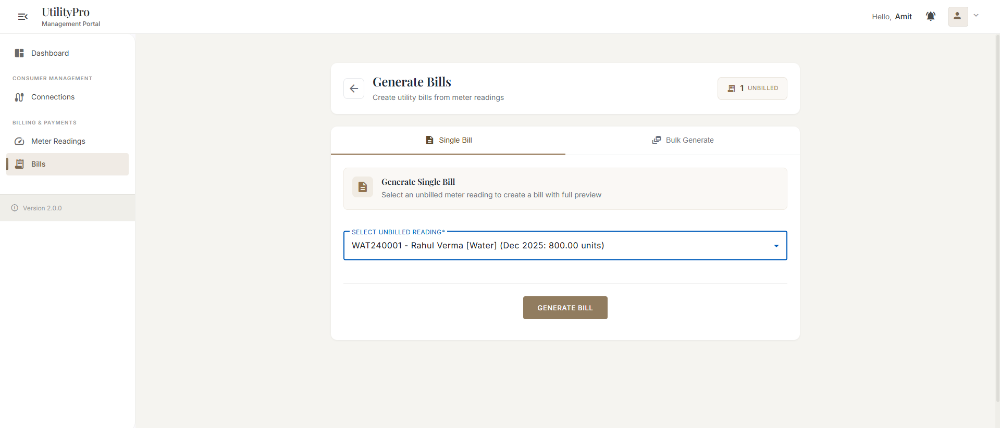 UtilityPro
Management Portal
Hello, Amit
Dashboard
CONSUMER MANAGEMENT
Connections
BILLING & PAYMENTS
Meter Readings
Bills
Version 2.0.0
Generate Bills
Create utility bills from meter readings
1 UNBILLED
Single Bill
Bulk Generate
Generate Single Bill
Select an unbilled meter reading to create a bill with full preview
SELECT UNBILLED READING*
WAT240001 - Rahul Verma [Water] (Dec 2025: 800.00 units)
GENERATE BILL